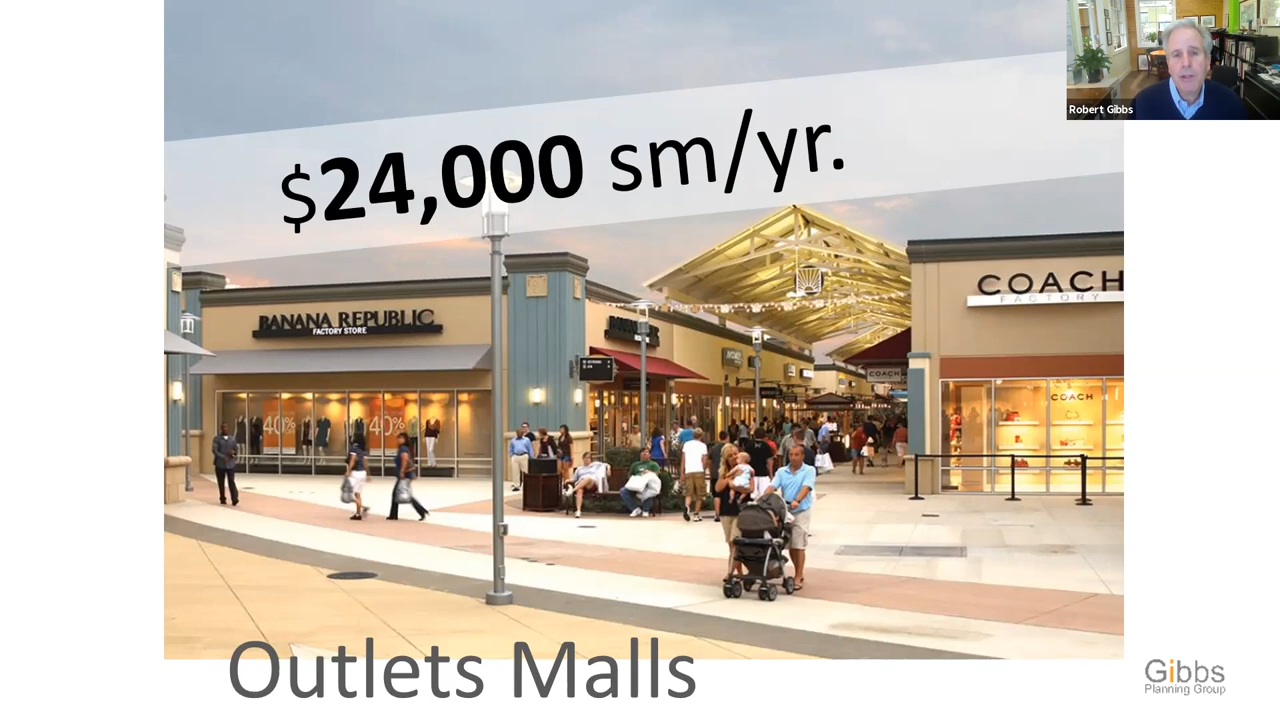 Robert Gibbs
$24,000 sm/yr.
BANANA REPUBLIC
FACTORY STORE
COACH
FACTORY
COACH
COACH
40%
40%
Outlets Malls
Gibbs
Planning Group